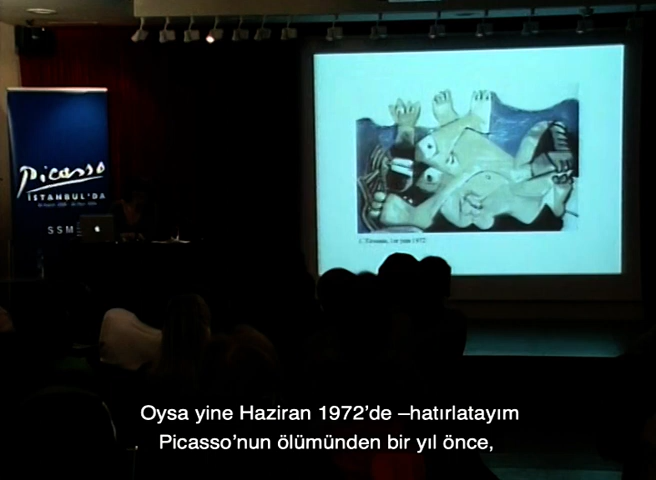 Picasso
İSTANBUL'DA
SSM
Oysa yine Haziran 1972'de –hatırlatayım
Picasso'nun ölümünden bir yıl önce,